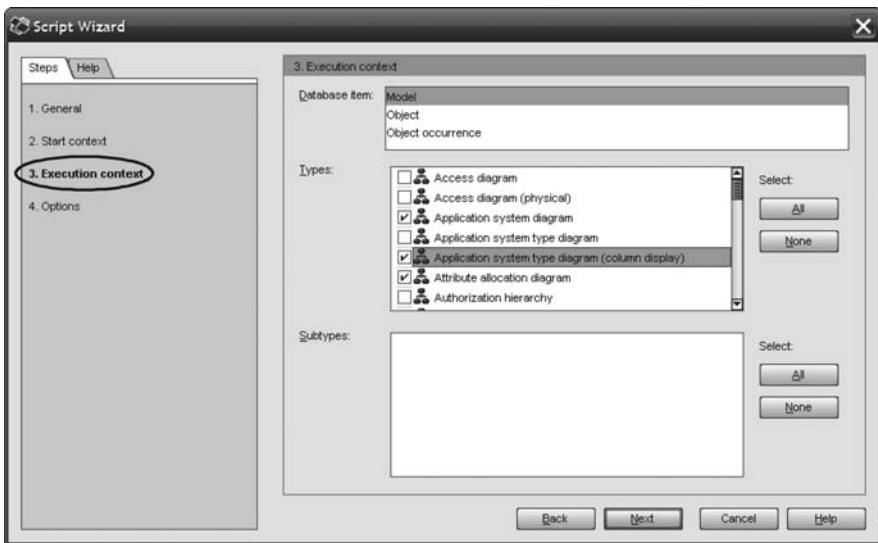 Script Wizard
Steps
Help
1. General
2. Start context
3. Execution context
4. Options
3. Execution context
Database item:
Model
Object
Object occurrence
Types:
Access diagram
Access diagram (physical)
Application system diagram
Application system type diagram
Application system type diagram (column display)
Attribute allocation diagram
Authorization hierarchy
Select:
All
None
Subtypes:
Select:
All
None
Back
Next
Cancel
Help